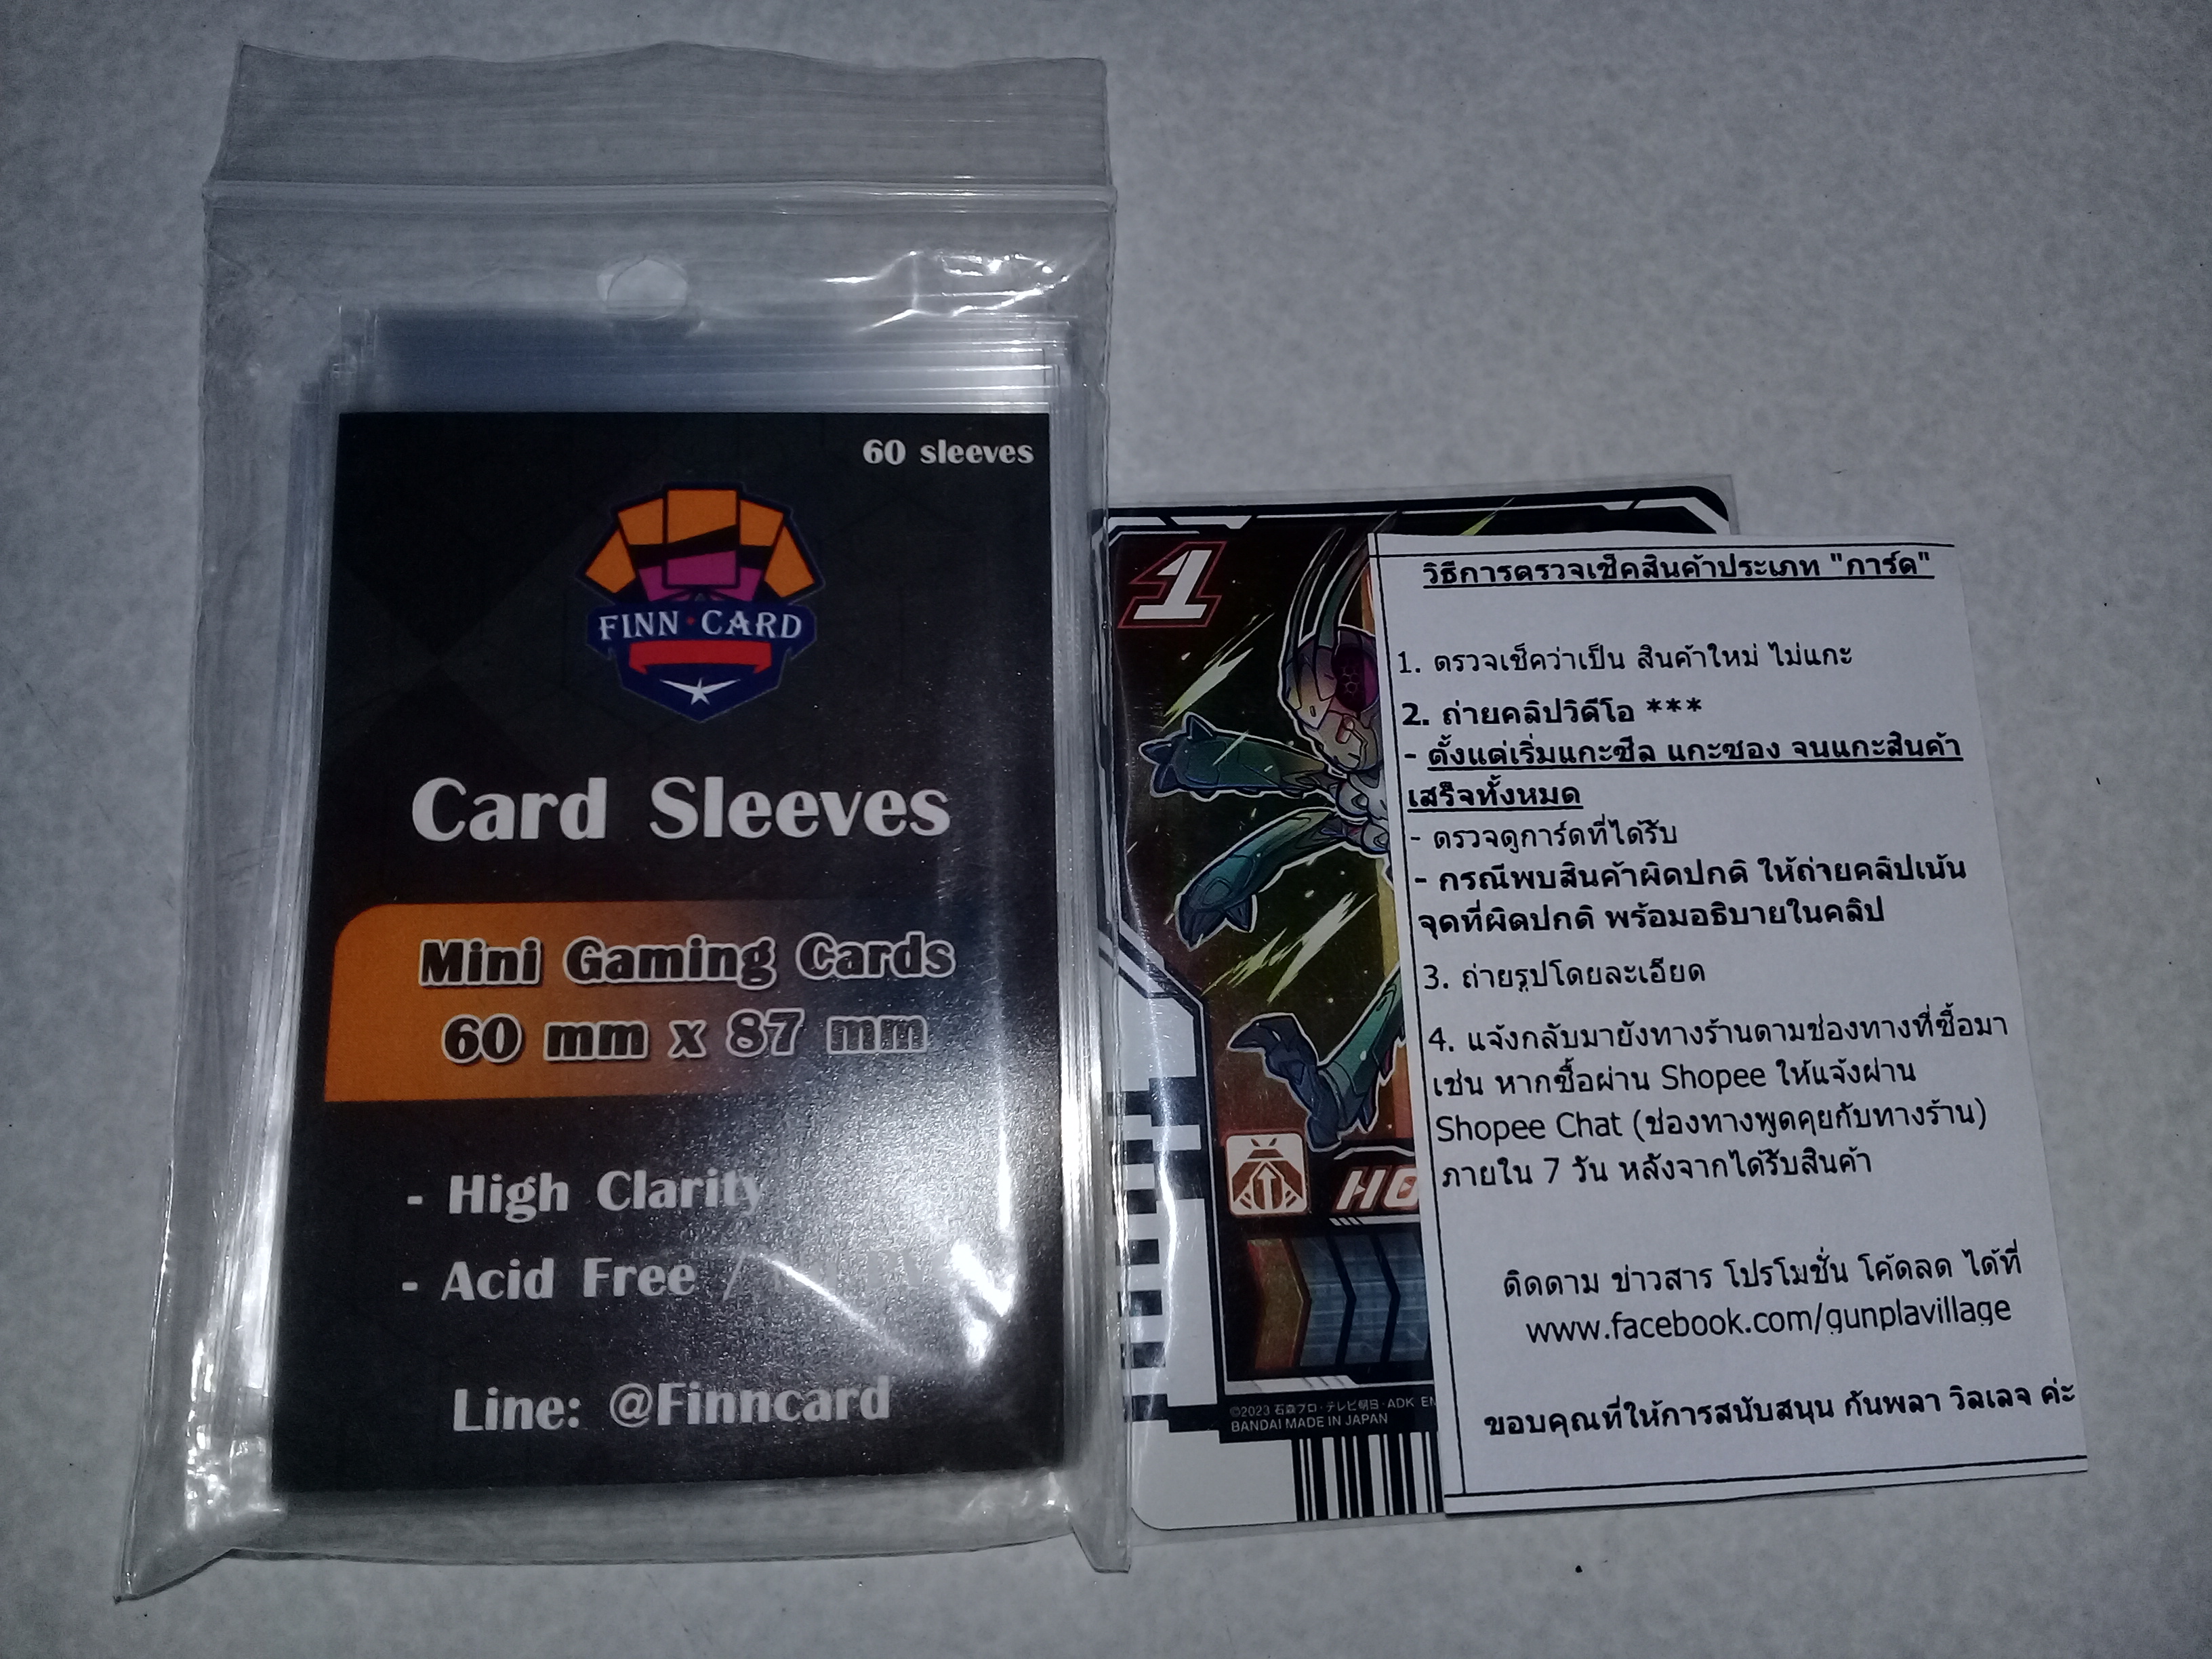 60 sleeves
FINN · CARD
Card Sleeves
Mini Gaming Cards
60 mm x 87 mm
- High Clarity
- Acid Free /
Line: @Finncard
1
HO
©2023 石森プロ・テレビ朝日・ADK EM
BANDAI MADE IN JAPAN
วิธีการตรวจเช็คสินค้าประเภท "การ์ด"
1. ตรวจเช็คว่าเป็น สินค้าใหม่ ไม่แกะ
2. ถ่ายคลิปวิดีโอ ***
- ตั้งแต่เริ่มแกะซีล แกะซอง จนแกะสินค้า
เสร็จทั้งหมด
- ตรวจดูการ์ดที่ได้รับ
- กรณีพบสินค้าผิดปกติ ให้ถ่ายคลิปเน้น
จุดที่ผิดปกติ พร้อมอธิบายในคลิป
3. ถ่ายรูปโดยละเอียด
4. แจ้งกลับมายังทางร้านตามช่องทางที่ซื้อมา
เช่น หากซื้อผ่าน Shopee ให้แจ้งผ่าน
Shopee Chat (ช่องทางพูดคุยกับทางร้าน)
ภายใน 7 วัน หลังจากได้รับสินค้า
ติดตาม ข่าวสาร โปรโมชั่น โค้ดลด ได้ที่
www.facebook.com/gunplavillage
ขอบคุณที่ให้การสนับสนุน กันพลา วิลเลจ ค่ะ